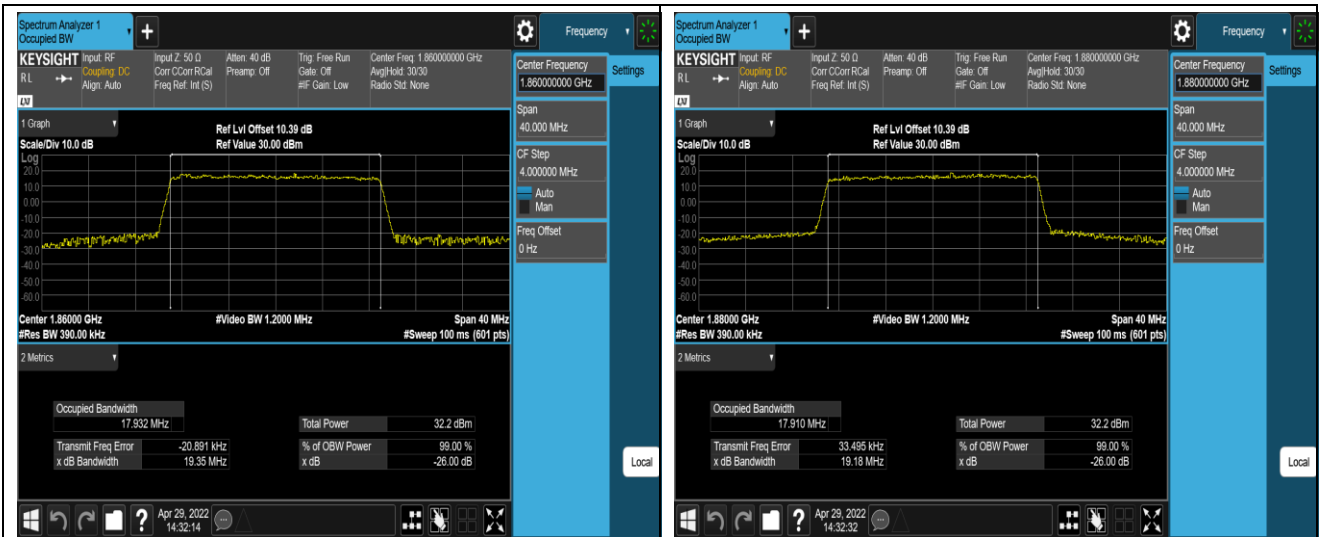 Spectrum Analyzer 1
Occupied BW
+
Frequency
KEYSIGHT Input: RF Input Z: 50 Ω Atten: 40 dB Trig: Free Run Center Freq: 1.860000000 GHz
RL Coupling: DC Corr CCorr RCal Preamp: Off Gate: Off Avg|Hold: 30/30
Align: Auto Freq Ref: Int (S) #IF Gain: Low Radio Std: None
LXI
Center Frequency
1.860000000 GHz
Settings
Span
40.000 MHz
CF Step
4.000000 MHz
Auto
Man
Freq Offset
0 Hz
Local
1 Graph
Ref Lvl Offset 10.39 dB
Scale/Div 10.0 dB Ref Value 30.00 dBm
Log
20.0
10.0
0.00
-10.0
-20.0
-30.0
-40.0
-50.0
-60.0
Center 1.86000 GHz #Video BW 1.2000 MHz Span 40 MHz
#Res BW 390.00 kHz #Sweep 100 ms (601 pts)
2 Metrics
Occupied Bandwidth
17.932 MHz Total Power 32.2 dBm
Transmit Freq Error -20.891 kHz % of OBW Power 99.00 %
x dB Bandwidth 19.35 MHz x dB -26.00 dB
? Apr 29, 2022
14:32:14
Spectrum Analyzer 1
Occupied BW
+
Frequency
KEYSIGHT Input: RF Input Z: 50 Ω Atten: 40 dB Trig: Free Run Center Freq: 1.880000000 GHz
RL Coupling: DC Corr CCorr RCal Preamp: Off Gate: Off Avg|Hold: 30/30
Align: Auto Freq Ref: Int (S) #IF Gain: Low Radio Std: None
LXI
Center Frequency
1.880000000 GHz
Settings
Span
40.000 MHz
CF Step
4.000000 MHz
Auto
Man
Freq Offset
0 Hz
Local
1 Graph
Ref Lvl Offset 10.39 dB
Scale/Div 10.0 dB Ref Value 30.00 dBm
Log
20.0
10.0
0.00
-10.0
-20.0
-30.0
-40.0
-50.0
-60.0
Center 1.88000 GHz #Video BW 1.2000 MHz Span 40 MHz
#Res BW 390.00 kHz #Sweep 100 ms (601 pts)
2 Metrics
Occupied Bandwidth
17.910 MHz Total Power 32.2 dBm
Transmit Freq Error 33.495 kHz % of OBW Power 99.00 %
x dB Bandwidth 19.18 MHz x dB -26.00 dB
? Apr 29, 2022
14:32:32